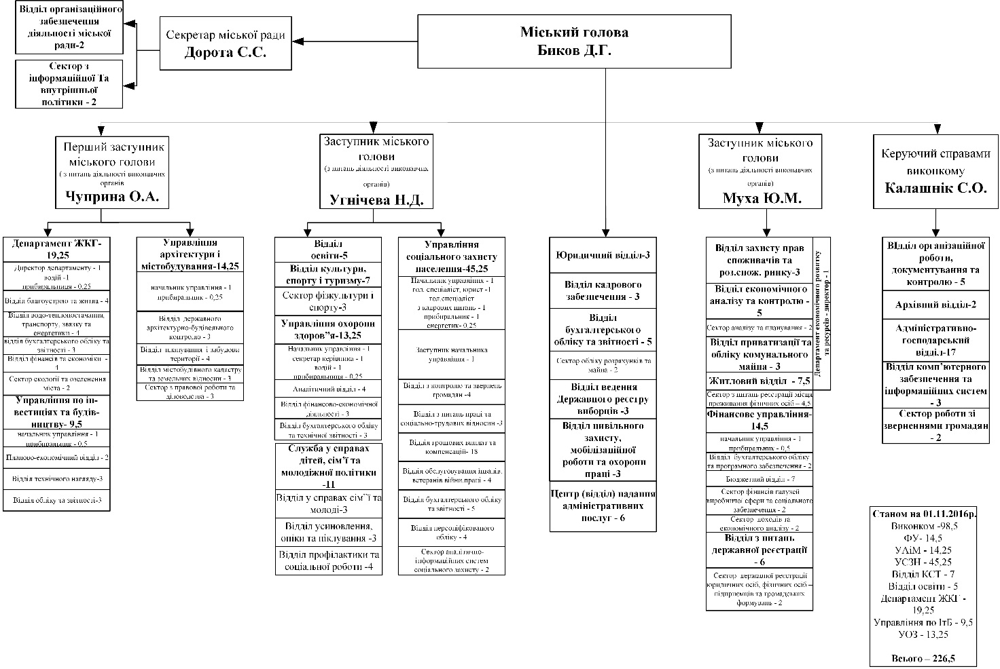 Відділ організаційного
забезпечення
діяльності міської
ради-2
Сектор з
інформаційної Та
внутрішньої
політики - 2
Секретар міської ради
Дорота С.С.
Міський голова
Биков Д.Г.
Перший заступник
міського голови
( з питань діяльності виконавчих
органів
Чуприна О.А.
Заступник міського
голови
(з питань діяльності виконавчих
органів)
Угнічева Н.Д.
Заступник міського
голови
(з питань діяльності виконавчих
органів)
Муха Ю.М.
Керуючий справами
виконкому
Калашнік С.О.
Департамент ЖКГ-
19,25
Директор департаменту - 1
водій -1
прибиральниця - 0,25
Відділ благоустрою та житла - 4
Відділ водо-теплопостачання,
транспорту, звязку та
енергетики - 4
відділ бухгалтерського обліку та
звітності - 3
Відділ фінансів та економіки -
4
Сектор екології та озеленення
міста - 2
Управління по ін-
вестиціях та будів-
ництву- 9,5
начальник управління - 1
прибиральник - 0,5
Планово-економічний відділ - 2
Відділ технічного нагляду-3
Відділ обліку та звітності-3
Управління
архітектури і
містобудування-14,25
начальник управління - 1
прибиральник - 0,25
Відділ державного
архітектурно-будівельного
контролю - 3
Відділ планування і забудови
території - 4
Відділ містобудівного кадастру
та земельних відносин - 3
Сектор з правової роботи та
діловодства - 3
Відділ
освіти-5
Відділ культури,
спорту і туризму-7
Сектор фізкультури і
спорту-3
Управління охорони
здоров"я-13,25
Начальник управління - 1
секретар керівника - 1
водій - 1
прибиральниця - 0,25
Аналітичний відділ - 4
Відділ фінансово-економічної
діяльності - 3
Відділ бухгалтерського обліку
та технічної звітності - 3
Служба у справах
дітей, сім’ї та
молодіжної політики
-11
Відділ у справах сім``ї та
молоді-3
Відділ усиновлення,
опіки та піклування -3
Відділ профілактики та
соціальної роботи -4
Управління
соціального захисту
населення-45,25
Начальник управління - 1
гол. спеціаліст, юрист -1
гол.спеціаліст
з кадрових питань - 1
прибиральник - 1
енергетик- 0,25
Заступник начальника
управління - 1
Відділ з контролю та звернень
громадян -4
Відділ з питань праці та
соціально-трудових відносин -3
Відділ грошових виплат та
компенсацій- 18
Відділ обслуговування інвалів.
ветеранів війни.праці - 4
Відділ бухгалтерського обліку
та звітності - 5
Відділ персоніфікованого
обліку - 4
Сектор аналітично-
інформаційних систем
соціального захисту - 2
Юридичний відділ-3
Відділ кадрового
забезпечення - 3
Відділ
бухгалтерського
обліку та звітності - 5
Сектор обліку розрахунків та
майна - 2
Відділ ведення
Державного реєстру
виборців -3
Відділ цивільного
захисту,
мобілізаційної
роботи та охорони
праці -3
Центр (відділ) надання
адміністративних
послуг - 6
Відділ захисту прав
споживачів та
роз.спож. ринку-3
Відділ економічного
аналізу та контролю -
5
Сектор аналізу та планування - 2
Відділ приватизації та
обліку комунального
майна - 3
Житловий відділ - 7,5
Сектор з питань реєстрації місця
проживання фізичних осіб – 4,5
Фінансове управління-
14,5
начальник управління - 1
прибиральник - 0,5
Відділ бухгалтерського обліку
та програмного забезпечення - 2
Бюджетний відділ - 7
Сектор фінансів галузей
виробничої сфери та соціального
забезпечення - 2
Сектор доходів та
економічного аналізу - 2
Відділ з питань
державної реєстрації
- 6
Сектор державної реєстрації
юридичних осіб, фізичних осіб –
підприємців та громадських
формувань - 2
Департамент економічного розвитку
та ресурсів - директор - 1
ВІдділ організаційної
роботи,
документування та
контролю - 5
Архівний відділ-2
Адміністративно-
господарський
відділ-17
Відділ комп’ютерного
забезпечення та
інформаційних систем
- 3
Сектор роботи зі
зверненнями громадян
- 2
Станом на 01.11.2016р.
Виконком -98,5
ФУ- 14,5
УАіМ - 14,25
УСЗН - 45,25
Відділ КСТ - 7
Відділ освіти - 5
Департамент ЖКГ -
19,25
Управління по ІтБ - 9,5
УОЗ - 13,25
Всього – 226,5